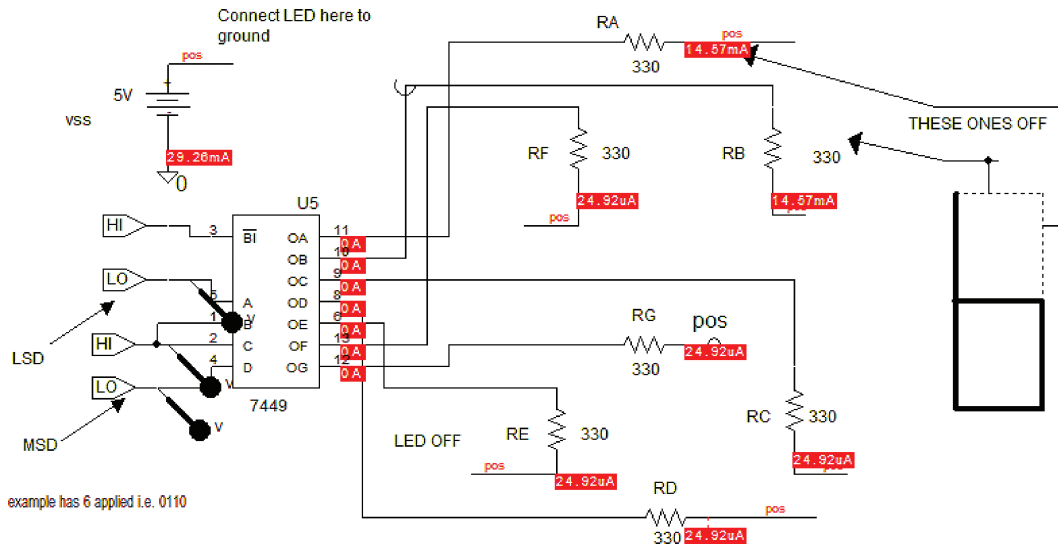 Connect LED here to
ground
pos
5V
vss
29.26mA
0
RA
330
pos
14.57mA
THESE ONES OFF
RF
330
24.92uA
pos
RB
330
14.57mA
pos
U5
HI
LO
HI
LO
LSD
MSD
3
5
1
2
4
BI
A
B
C
D
V
V
V
OA
OB
OC
OD
OE
OF
OG
11
10
9
8
6
13
12
0 A
0 A
0 A
0 A
0 A
0 A
0 A
7449
RG
330
pos
24.92uA
RC
330
24.92uA
pos
LED OFF
RE
330
pos
24.92uA
RD
330
pos
24.92uA
example has 6 applied i.e. 0110